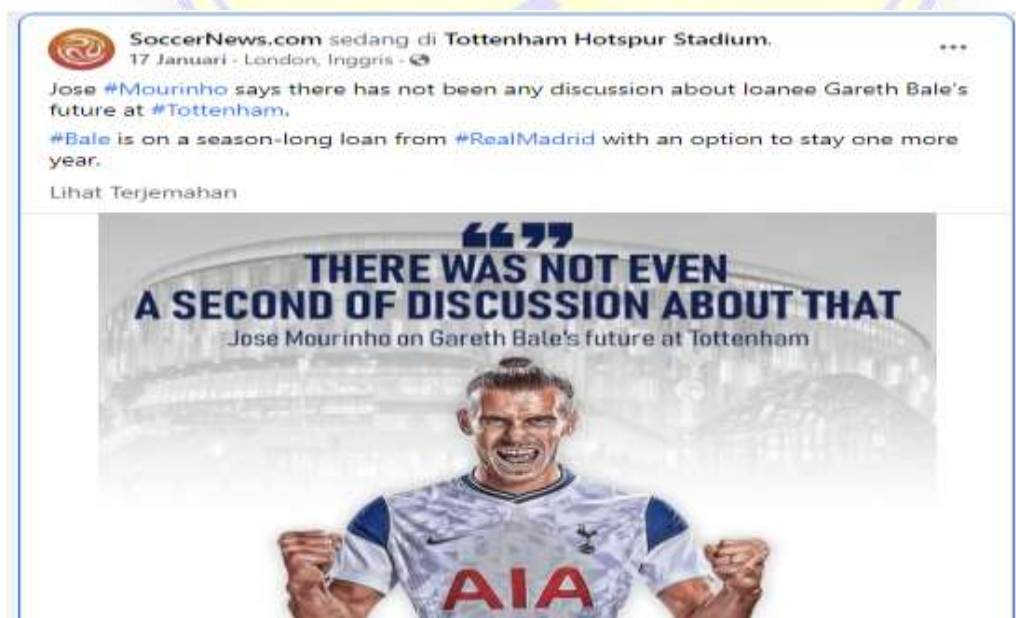 SoccerNews.com sedang di Tottenham Hotspur Stadium.
17 Januari · London, Inggris ·
Jose #Mourinho says there has not been any discussion about loanee Gareth Bale's
future at #Tottenham.
#Bale is on a season-long loan from #RealMadrid with an option to stay one more
year.
Lihat Terjemahan
THERE WAS NOT EVEN
A SECOND OF DISCUSSION ABOUT THAT
Jose Mourinho on Gareth Bale's future at Tottenham
AIA